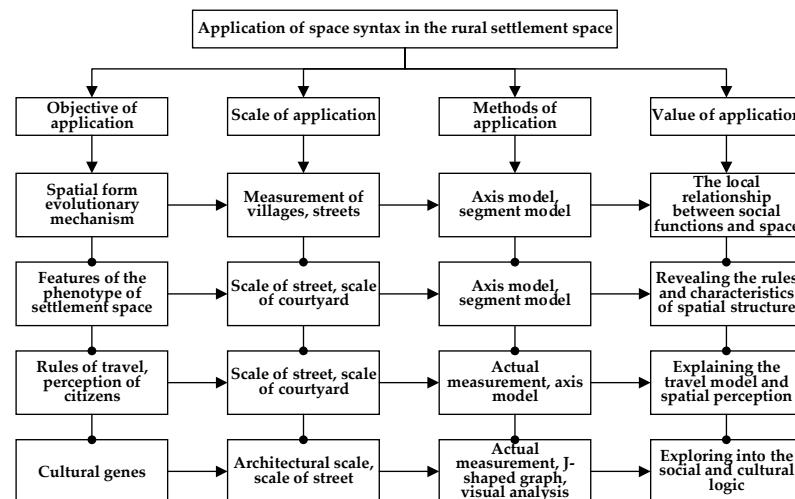 Application of space syntax in the rural settlement space
Objective of
application
Scale of application
Methods of
application
Value of application
Spatial form
evolutionary
mechanism
Measurement of
villages, streets
Axis model,
segment model
The local
relationship
between social
functions and space
Features of the
phenotype of
settlement space
Scale of street, scale
of courtyard
Axis model,
segment model
Revealing the rules
and characteristics
of spatial structure
Rules of travel,
perception of
citizens
Scale of street, scale
of courtyard
Actual
measurement, axis
model
Explaining the
travel model and
spatial perception
Cultural genes
Architectural scale,
scale of street
Actual
measurement, J-
shaped graph,
visual analysis
Exploring into the
social and cultural
logic